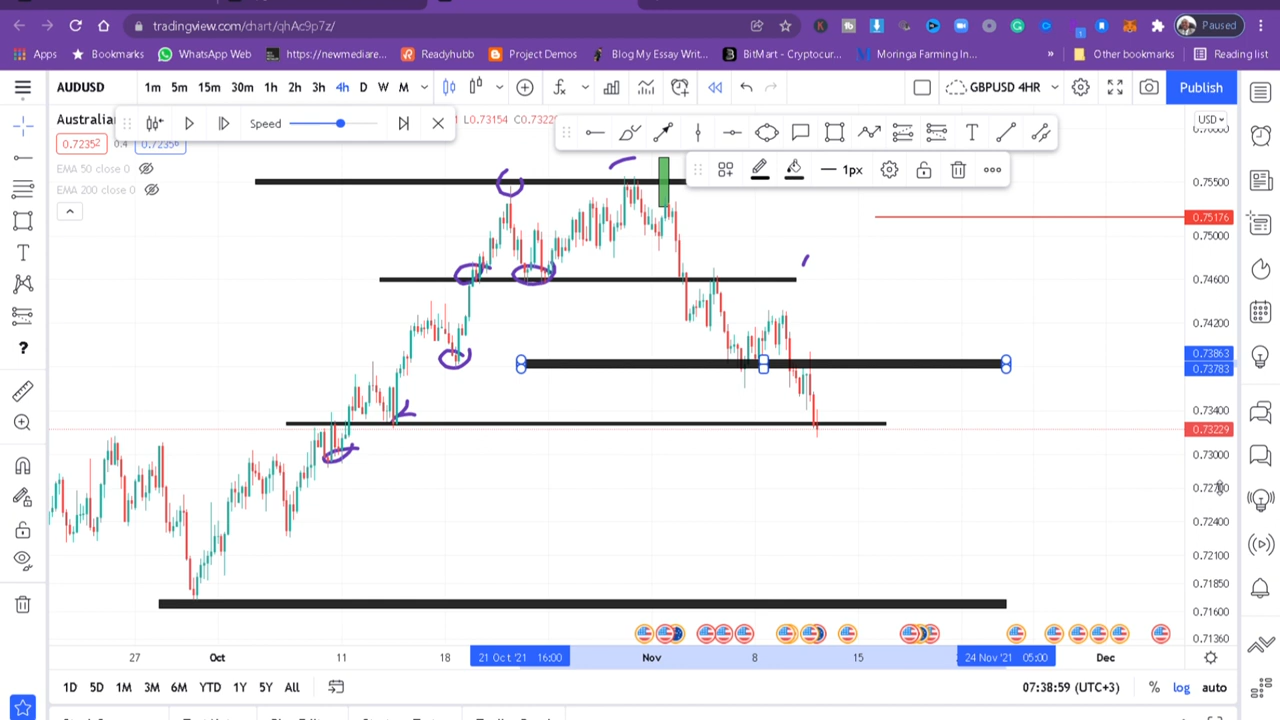 tradingview.com/chart/qhAc9p7z/
Paused
Apps Bookmarks WhatsApp Web https://newmediare... Readyhubb Project Demos Blog My Essay Writ... BitMart - Cryptocur... Moringa Farming In... » Other bookmarks Reading list
AUDUSD 1m 5m 15m 30m 1h 2h 3h 4h D W M GBPUSD 4HR Publish
Australia
Speed
L0.73154 C0.7322
USD
0.72352 0.4 0.72356
EMA 50 close 0
EMA 200 close 0
1px
0.75500
0.75176
0.75000
0.74600
0.74200
0.73863
0.73783
0.73400
0.73229
0.73000
0.72400
0.72100
0.71850
0.71600
0.71360
27 Oct 11 18 21 Oct '21 16:00 Nov 8 15 24 Nov '21 05:00 Dec
1D 5D 1M 3M 6M YTD 1Y 5Y All 07:38:59 (UTC+3) % log auto